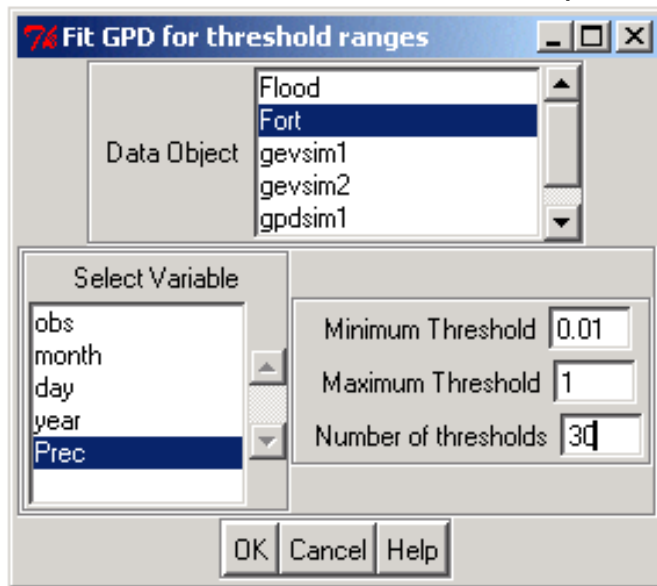 Fit GPD for threshold ranges
Data Object
Flood
Fort
gevsim1
gevsim2
gpdsim1
Select Variable
obs
month
day
year
Prec
Minimum Threshold 0.01
Maximum Threshold 1
Number of thresholds 30
OK Cancel Help